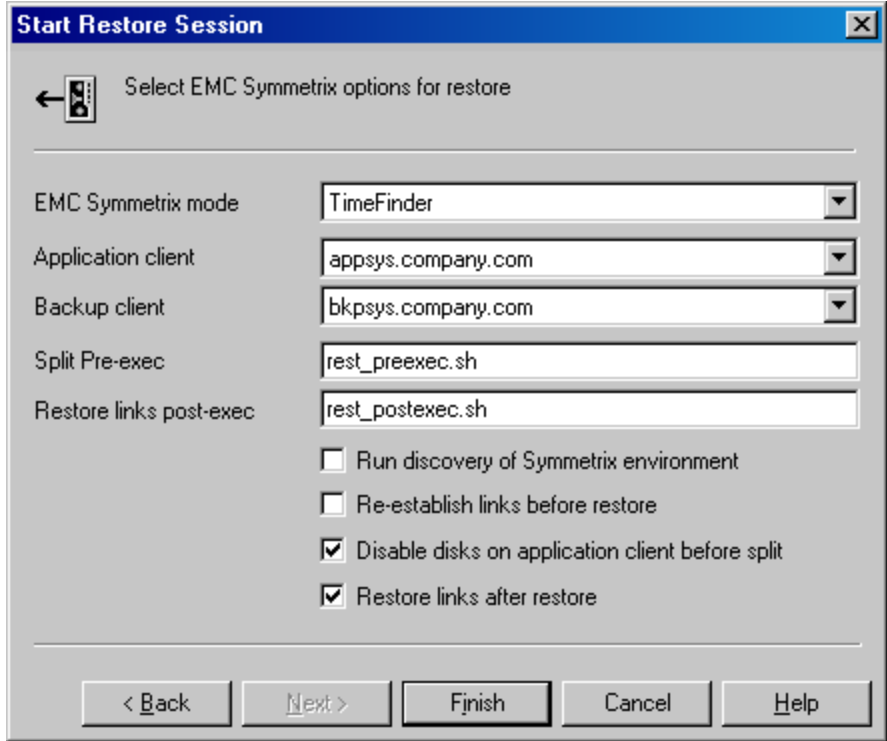 Start Restore Session
Select EMC Symmetrix options for restore
EMC Symmetrix mode TimeFinder
Application client appsys.company.com
Backup client bkpsys.company.com
Split Pre-exec rest_preexec.sh
Restore links post-exec rest_postexec.sh
Run discovery of Symmetrix environment
Re-establish links before restore
Disable disks on application client before split
Restore links after restore
< Back Next > Finish Cancel Help